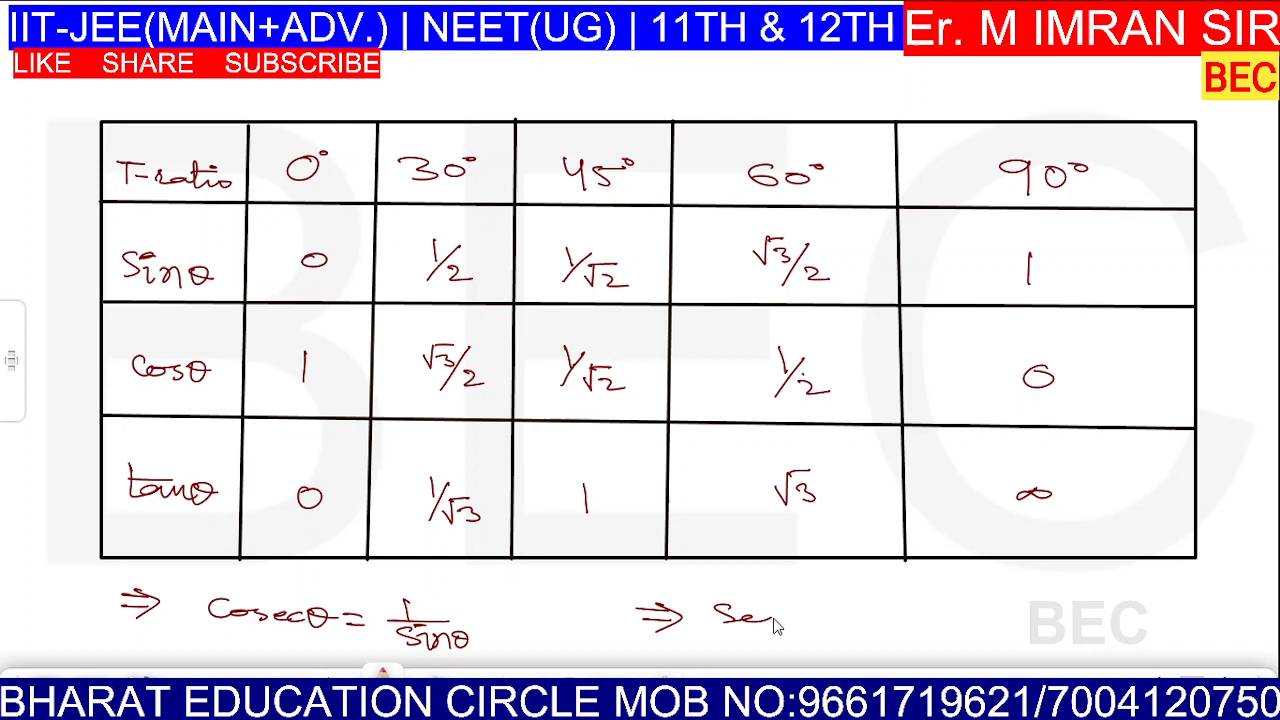 IIT-JEE(MAIN+ADV.) | NEET(UG) | 11TH & 12TH Er. M IMRAN SIR
LIKE SHARE SUBSCRIBE
BEC
T-ratio 0° 30° 45° 60° 90°
Sinθ 0 1/2 1/√2 √3/2 1
Cosθ 1 √3/2 1/√2 1/2 0
tanθ 0 1/√3 1 √3 ∞
⇒ Cosecθ = 1/Sinθ ⇒ Se
BEC
BHARAT EDUCATION CIRCLE MOB NO:9661719621/7004120750